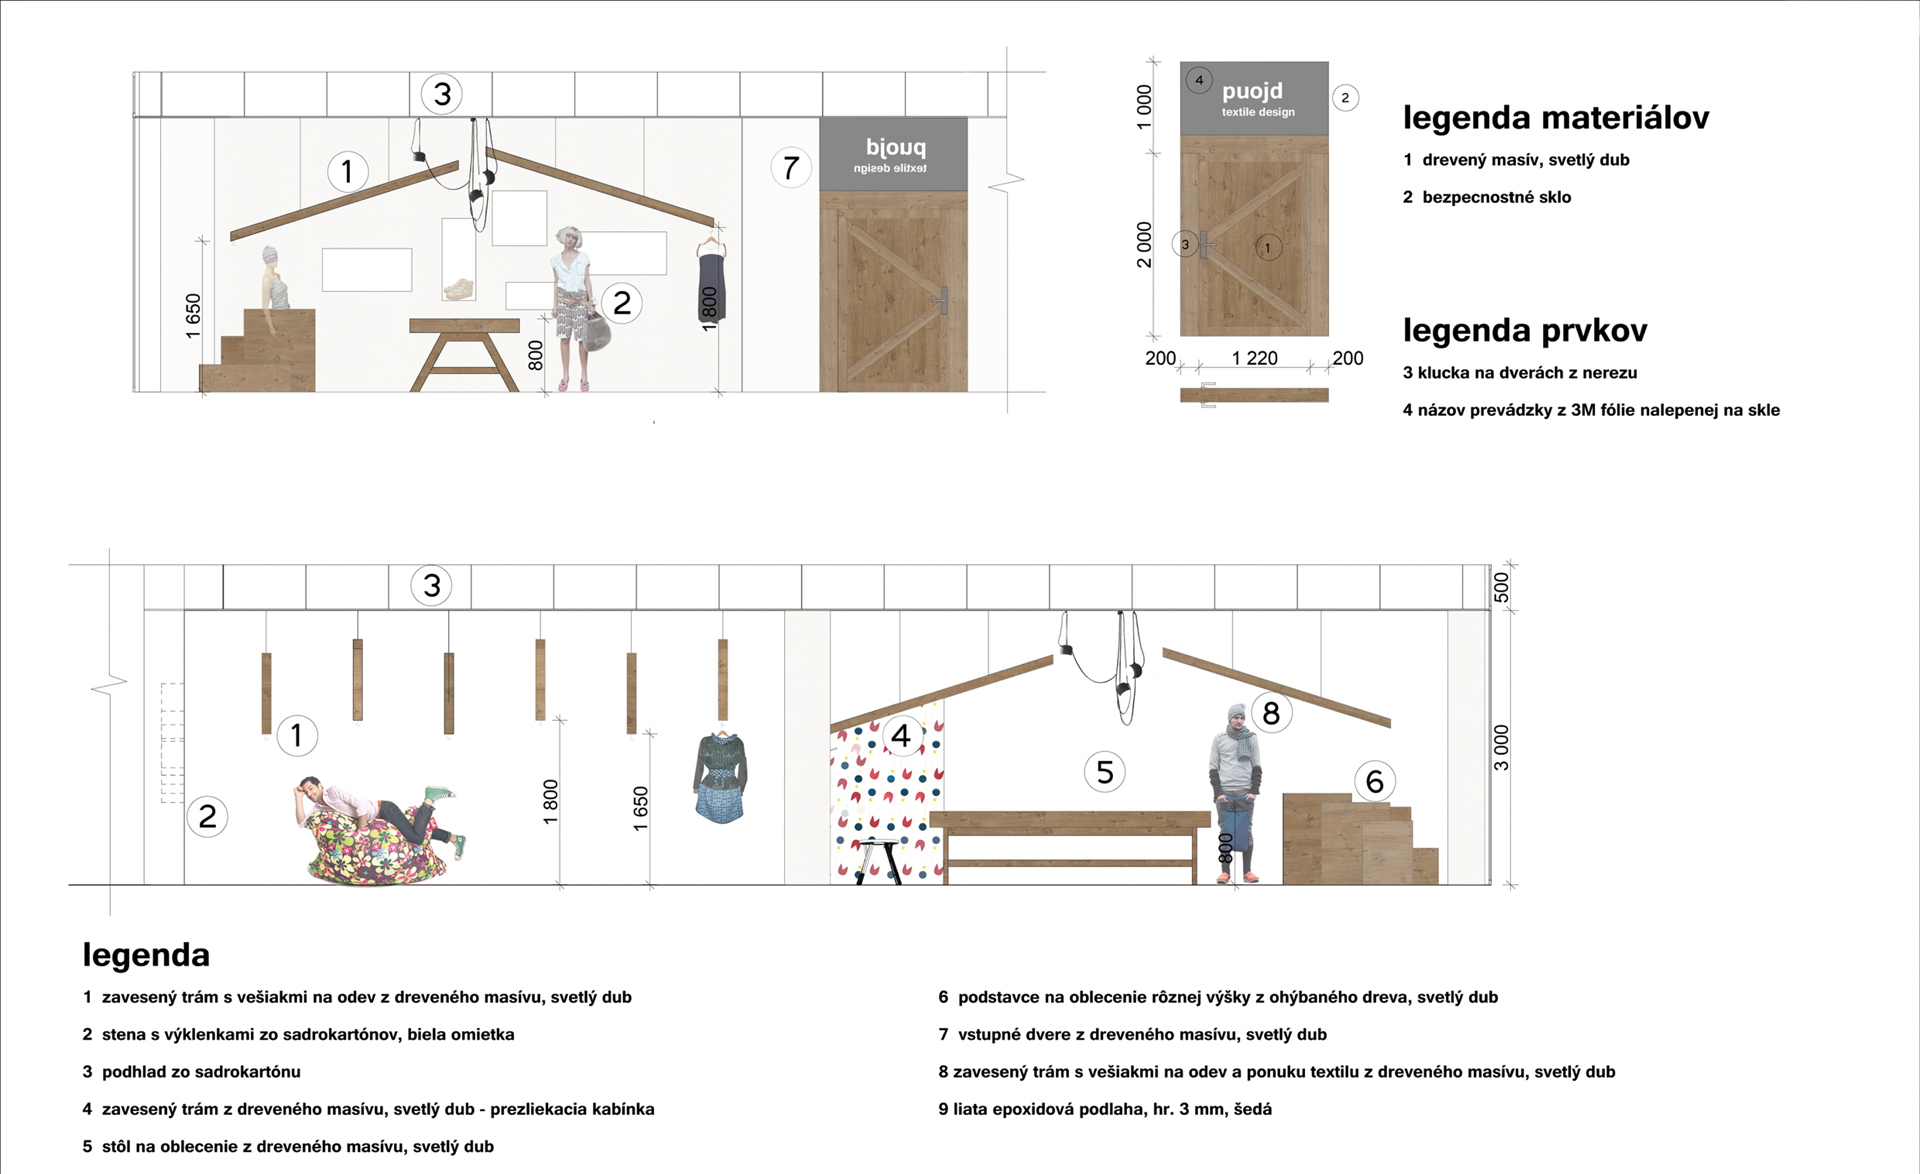 3
1
7
puojd
textile design
1 650
2
800
1 800
4
puojd
textile design
2
1 000
2 000
3
1
200
1 220
200
legenda materiálov
1 drevený masív, svetlý dub
2 bezpecnostné sklo
legenda prvkov
3 klucka na dverách z nerezu
4 názov prevádzky z 3M fólie nalepenej na skle
3
500
1
2
1 800
1 650
4
5
8
6
800
3 000
legenda
1 zavesený trám s vešiakmi na odev z dreveného masívu, svetlý dub
2 stena s výklenkami zo sadrokartónov, biela omietka
3 podhlad zo sadrokartónu
4 zavesený trám z dreveného masívu, svetlý dub - prezliekacia kabínka
5 stôl na oblecenie z dreveného masívu, svetlý dub
6 podstavce na oblecenie rôznej výšky z ohýbaného dreva, svetlý dub
7 vstupné dvere z dreveného masívu, svetlý dub
8 zavesený trám s vešiakmi na odev a ponuku textilu z dreveného masívu, svetlý dub
9 liata epoxidová podlaha, hr. 3 mm, šedá